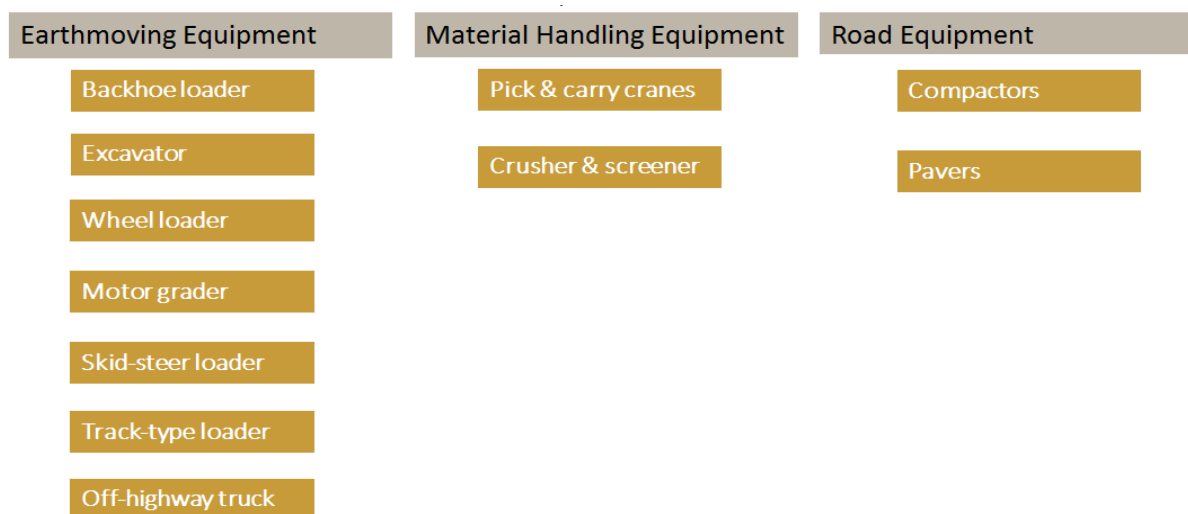 Earthmoving Equipment
Backhoe loader
Excavator
Wheel loader
Motor grader
Skid-steer loader
Track-type loader
Off-highway truck
Material Handling Equipment
Pick & carry cranes
Crusher & screener
Road Equipment
Compactors
Pavers